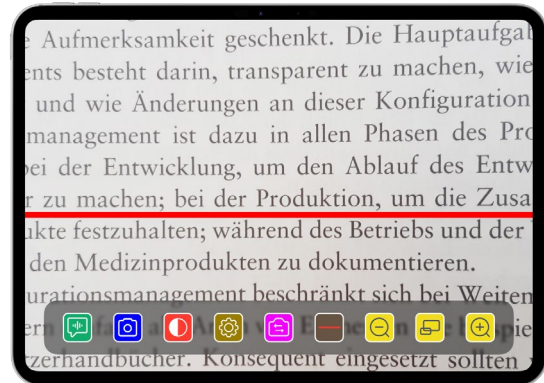 Aufmerksamkeit geschenkt. Die Hauptaufga
ents besteht darin, transparent zu machen, wie
und wie Änderungen an dieser Konfiguration
management ist dazu in allen Phasen des Pro
bei der Entwicklung, um den Ablauf des Entw
r zu machen; bei der Produktion, um die Zusa
ukte festzuhalten; während des Betriebs und der
den Medizinprodukten zu dokumentieren.
urationsmanagement beschränkt sich bei Weiten
zerhandbücher. Konsequent eingesetzt sollten